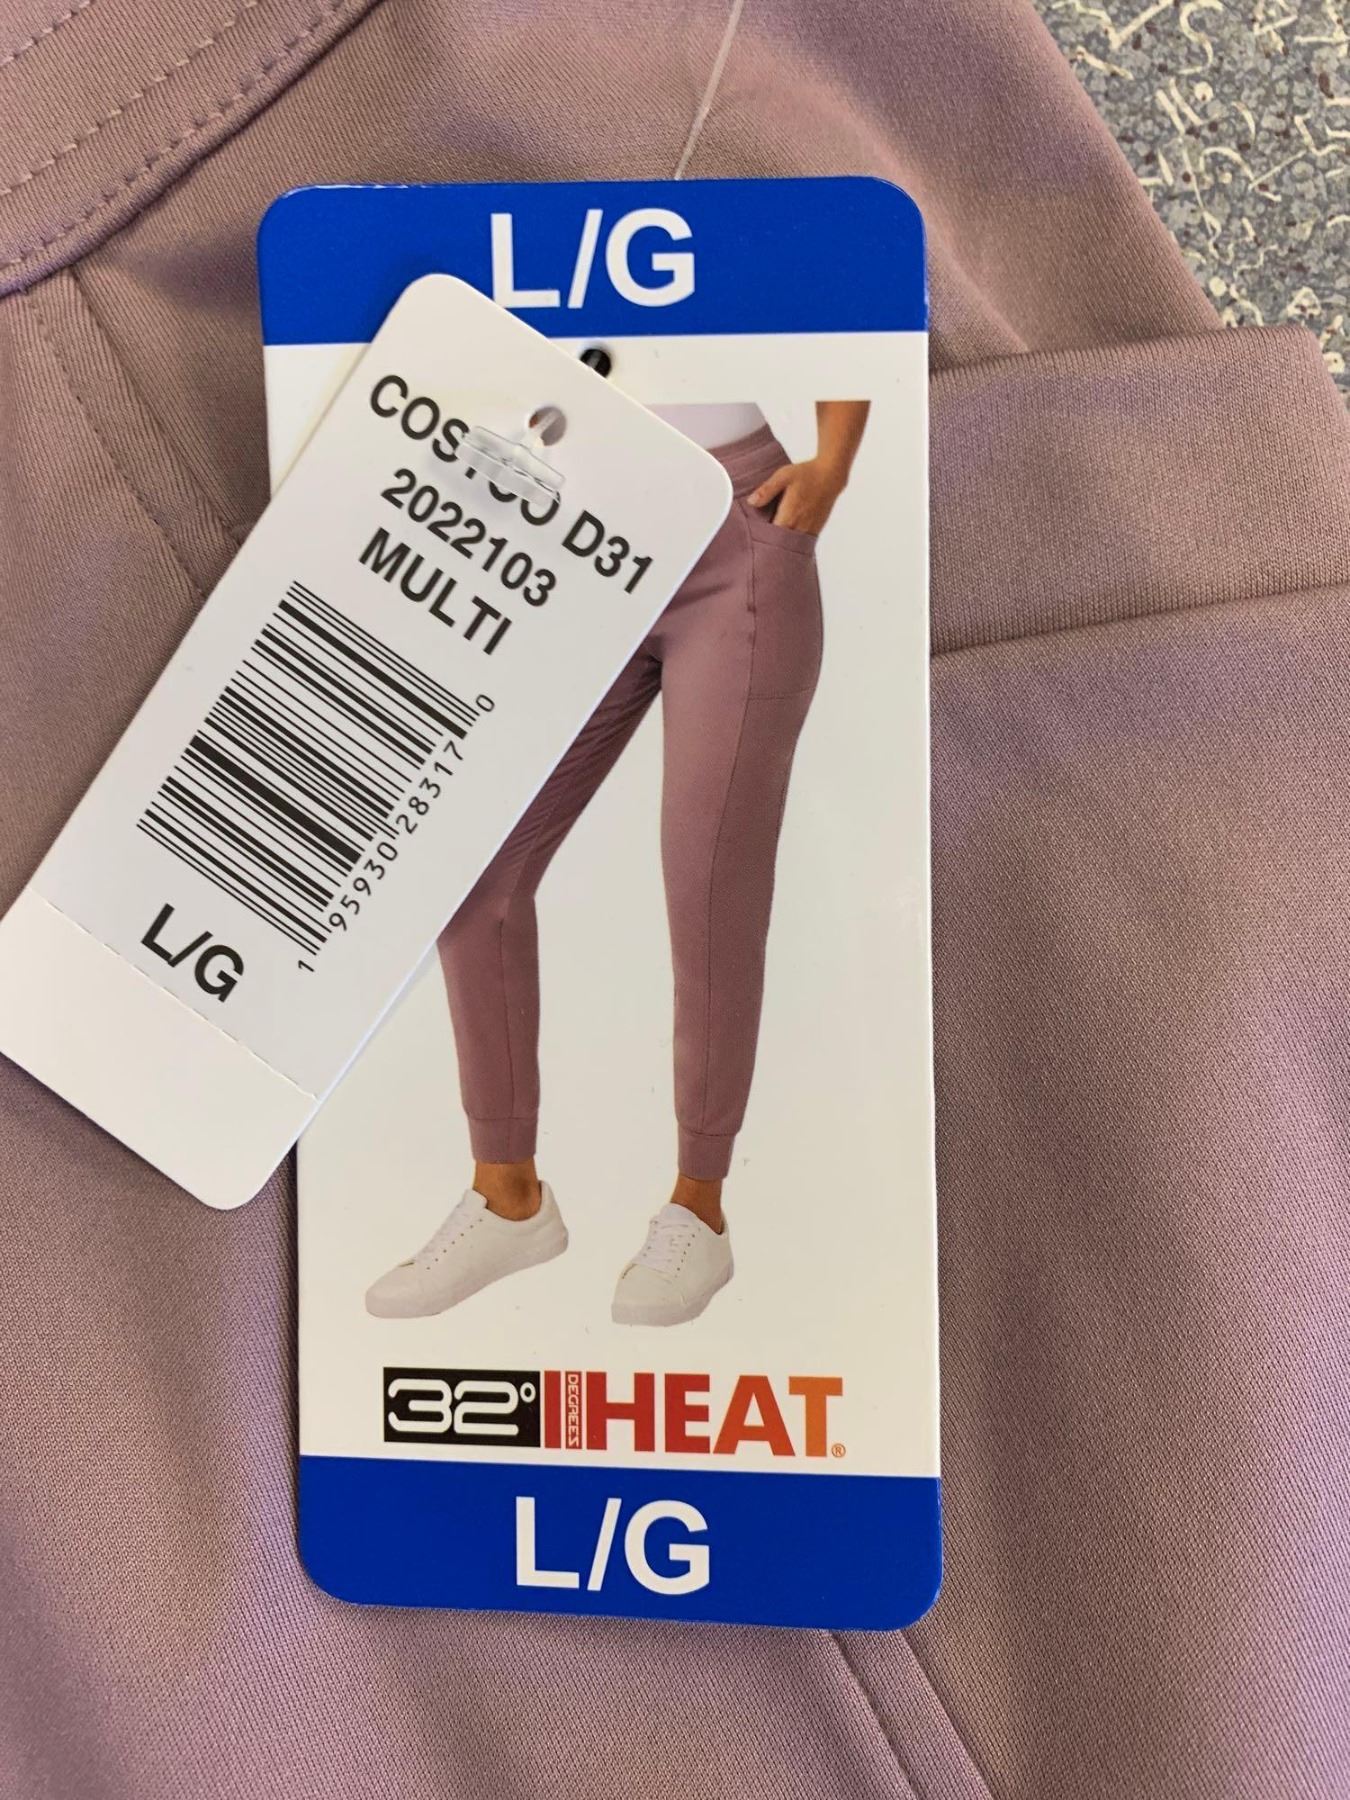 L/G
COSTCO D31
2022103
MULTI
1 95930 28317 0
L/G
32° DEGREES HEAT®
L/G